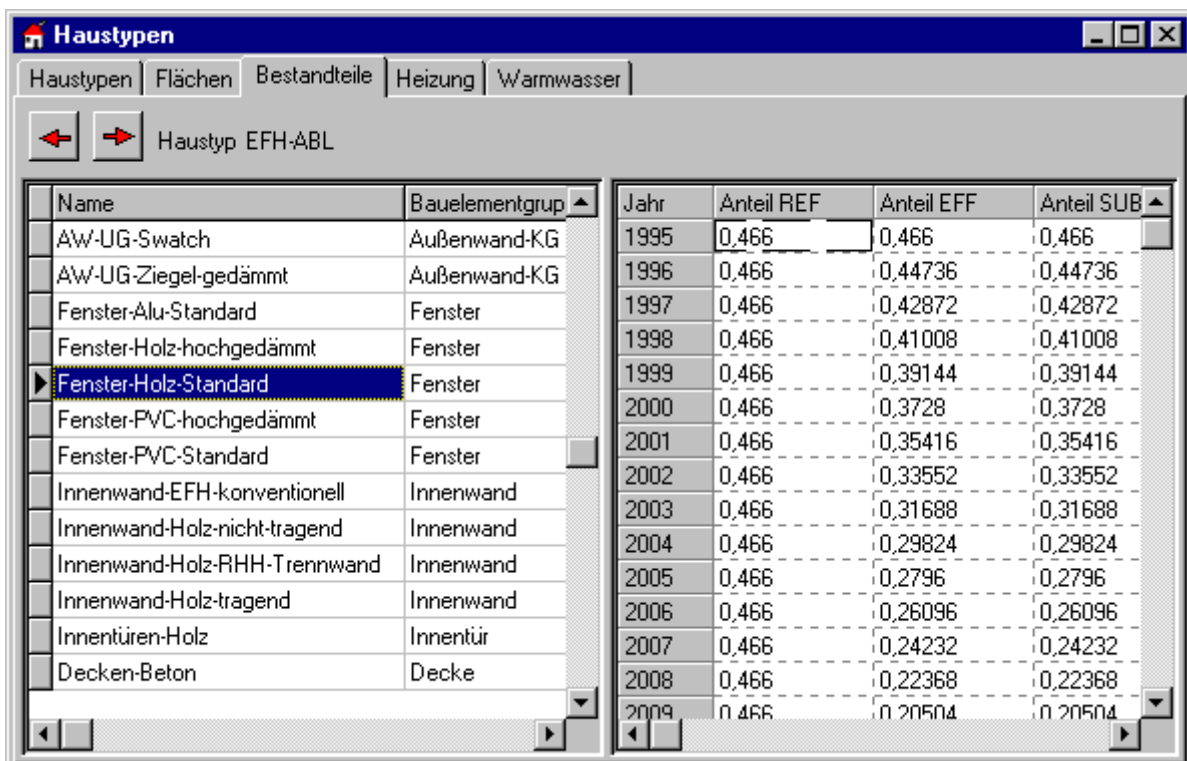 Haustypen
Haustypen Flächen Bestandteile Heizung Warmwasser
Haustyp EFH-ABL
Name Bauelementgrup
AW-UG-Swatch Außenwand-KG
AW-UG-Ziegel-gedämmt Außenwand-KG
Fenster-Alu-Standard Fenster
Fenster-Holz-hochgedämmt Fenster
Fenster-Holz-Standard Fenster
Fenster-PVC-hochgedämmt Fenster
Fenster-PVC-Standard Fenster
Innenwand-EFH-konventionell Innenwand
Innenwand-Holz-nicht-tragend Innenwand
Innenwand-Holz-RHH-Trennwand Innenwand
Innenwand-Holz-tragend Innenwand
Innentüren-Holz Innentür
Decken-Beton Decke
Jahr Anteil REF Anteil EFF Anteil SUB
1995 0,466 0,466 0,466
1996 0,466 0,44736 0,44736
1997 0,466 0,42872 0,42872
1998 0,466 0,41008 0,41008
1999 0,466 0,39144 0,39144
2000 0,466 0,3728 0,3728
2001 0,466 0,35416 0,35416
2002 0,466 0,33552 0,33552
2003 0,466 0,31688 0,31688
2004 0,466 0,29824 0,29824
2005 0,466 0,2796 0,2796
2006 0,466 0,26096 0,26096
2007 0,466 0,24232 0,24232
2008 0,466 0,22368 0,22368
2009 0,466 0,20504 0,20504